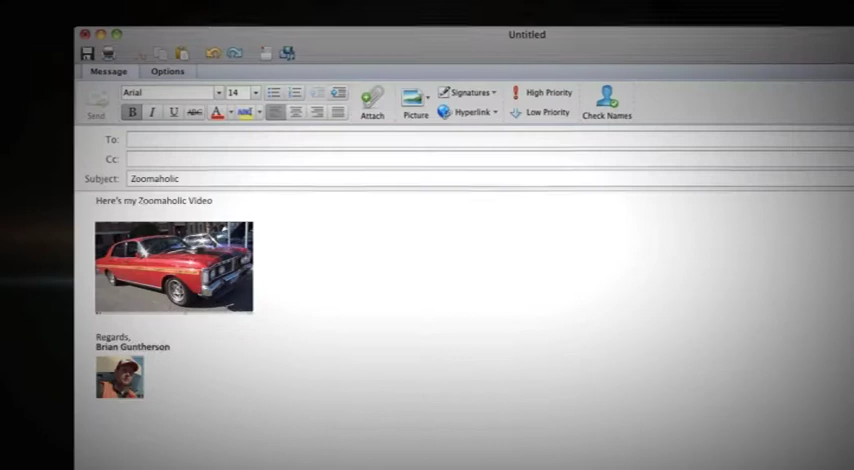 Untitled
Message Options
Arial 14 Signatures High Priority
Send B I U ABC A Attach Picture Hyperlink Low Priority Check Names
To:
Cc:
Subject: Zoomaholic
Here's my Zoomaholic Video
Regards,
Brian Guntherson